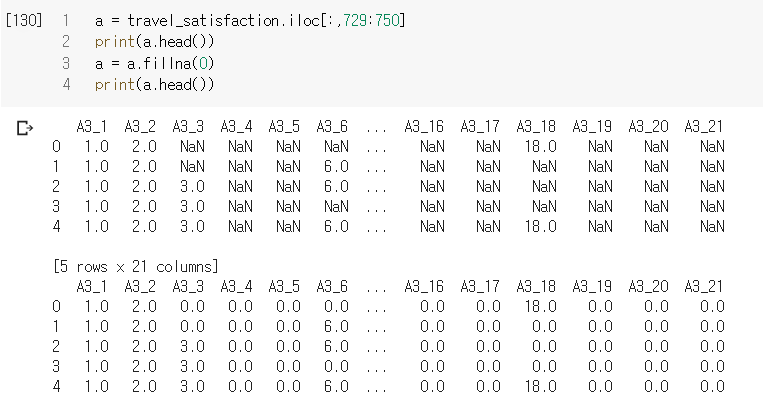 [130] 1 a = travel_satisfaction.iloc[:,729:750]
2 print(a.head())
3 a = a.fillna(0)
4 print(a.head())
A3_1 A3_2 A3_3 A3_4 A3_5 A3_6 ... A3_16 A3_17 A3_18 A3_19 A3_20 A3_21
0 1.0 2.0 NaN NaN NaN NaN ... NaN NaN 18.0 NaN NaN NaN
1 1.0 2.0 NaN NaN NaN 6.0 ... NaN NaN NaN NaN NaN NaN
2 1.0 2.0 3.0 NaN NaN 6.0 ... NaN NaN NaN NaN NaN NaN
3 1.0 2.0 3.0 NaN NaN NaN ... NaN NaN NaN NaN NaN NaN
4 1.0 2.0 3.0 NaN NaN 6.0 ... NaN NaN 18.0 NaN NaN NaN
[5 rows x 21 columns]
A3_1 A3_2 A3_3 A3_4 A3_5 A3_6 ... A3_16 A3_17 A3_18 A3_19 A3_20 A3_21
0 1.0 2.0 0.0 0.0 0.0 0.0 ... 0.0 0.0 18.0 0.0 0.0 0.0
1 1.0 2.0 0.0 0.0 0.0 6.0 ... 0.0 0.0 0.0 0.0 0.0 0.0
2 1.0 2.0 3.0 0.0 0.0 6.0 ... 0.0 0.0 0.0 0.0 0.0 0.0
3 1.0 2.0 3.0 0.0 0.0 0.0 ... 0.0 0.0 0.0 0.0 0.0 0.0
4 1.0 2.0 3.0 0.0 0.0 6.0 ... 0.0 0.0 18.0 0.0 0.0 0.0